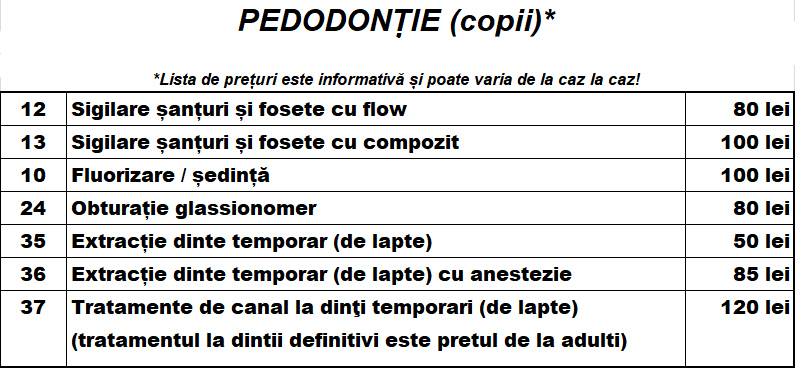 PEDODONȚIE (copii)*
*Lista de prețuri este informativă și poate varia de la caz la caz!
12 Sigilare șanțuri și fosete cu flow 80 lei
13 Sigilare șanțuri și fosete cu compozit 100 lei
10 Fluorizare / ședință 100 lei
24 Obturație glassionomer 80 lei
35 Extracție dinte temporar (de lapte) 50 lei
36 Extracție dinte temporar (de lapte) cu anestezie 85 lei
37 Tratamente de canal la dinţi temporari (de lapte) 120 lei
(tratamentul la dintii definitivi este pretul de la adulti)